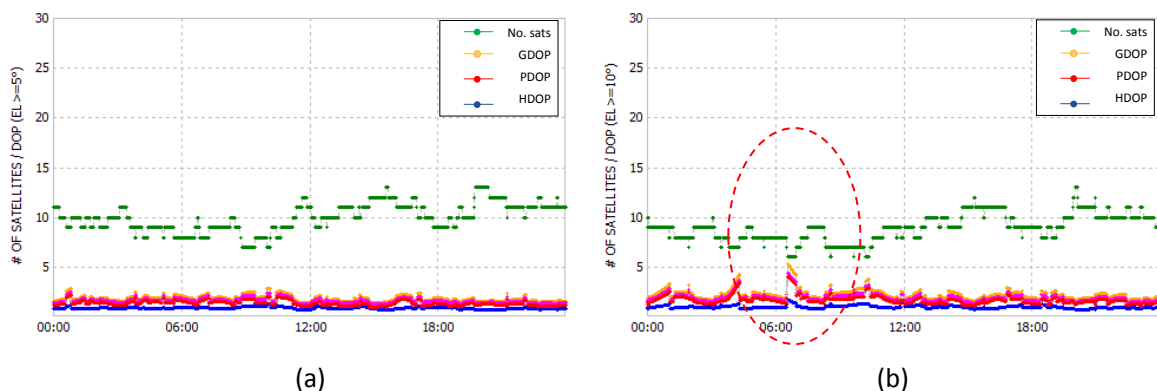 30
25
20
15
10
5
# OF SATELLITES / DOP (EL >=5°)
No. sats
GDOP
PDOP
HDOP
00:00 06:00 12:00 18:00
(a)
30
25
20
15
10
5
# OF SATELLITES / DOP (EL >=10°)
No. sats
GDOP
PDOP
HDOP
00:00 06:00 12:00 18:00
(b)